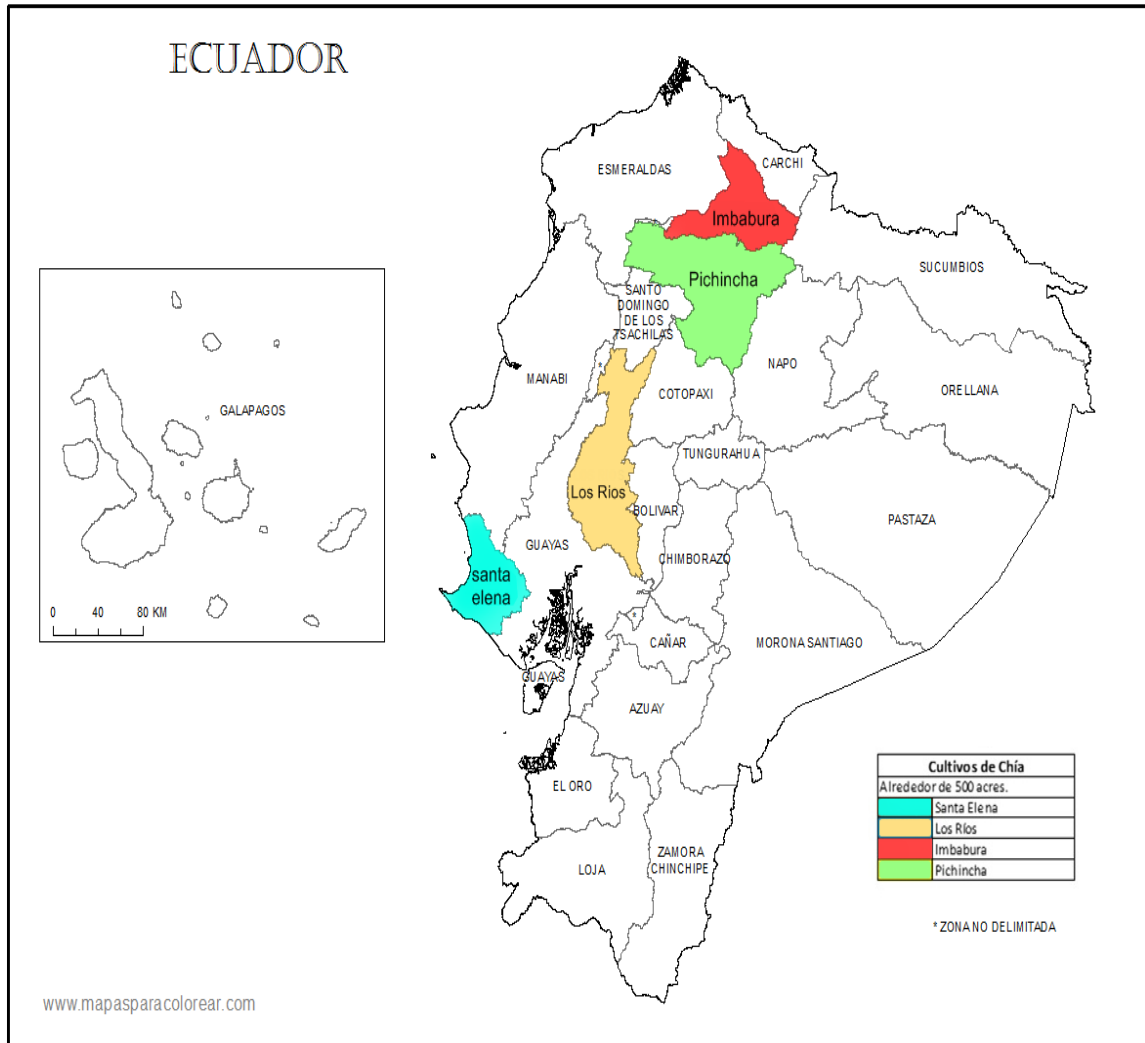 ECUADOR
ESMERALDAS
CARCHI
Imbabura
SUCUMBIOS
Pichincha
SANTO
DOMINGO
DE LOS
TSACHILAS
NAPO
MANABI
*
COTOPAXI
ORELLANA
GALAPAGOS
TUNGURAHUA
Los Rios
BOLIVAR
PASTAZA
GUAYAS
CHIMBORAZO
santa
elena
0 40 80 KM
*
CAÑAR
MORONA SANTIAGO
GUAYAS
AZUAY
EL ORO
ZAMORA
CHINCHIPE
LOJA
Cultivos de Chía
Alrededor de 500 acres.
Santa Elena
Los Ríos
Imbabura
Pichincha
* ZONA NO DELIMITADA
www.mapasparacolorear.com